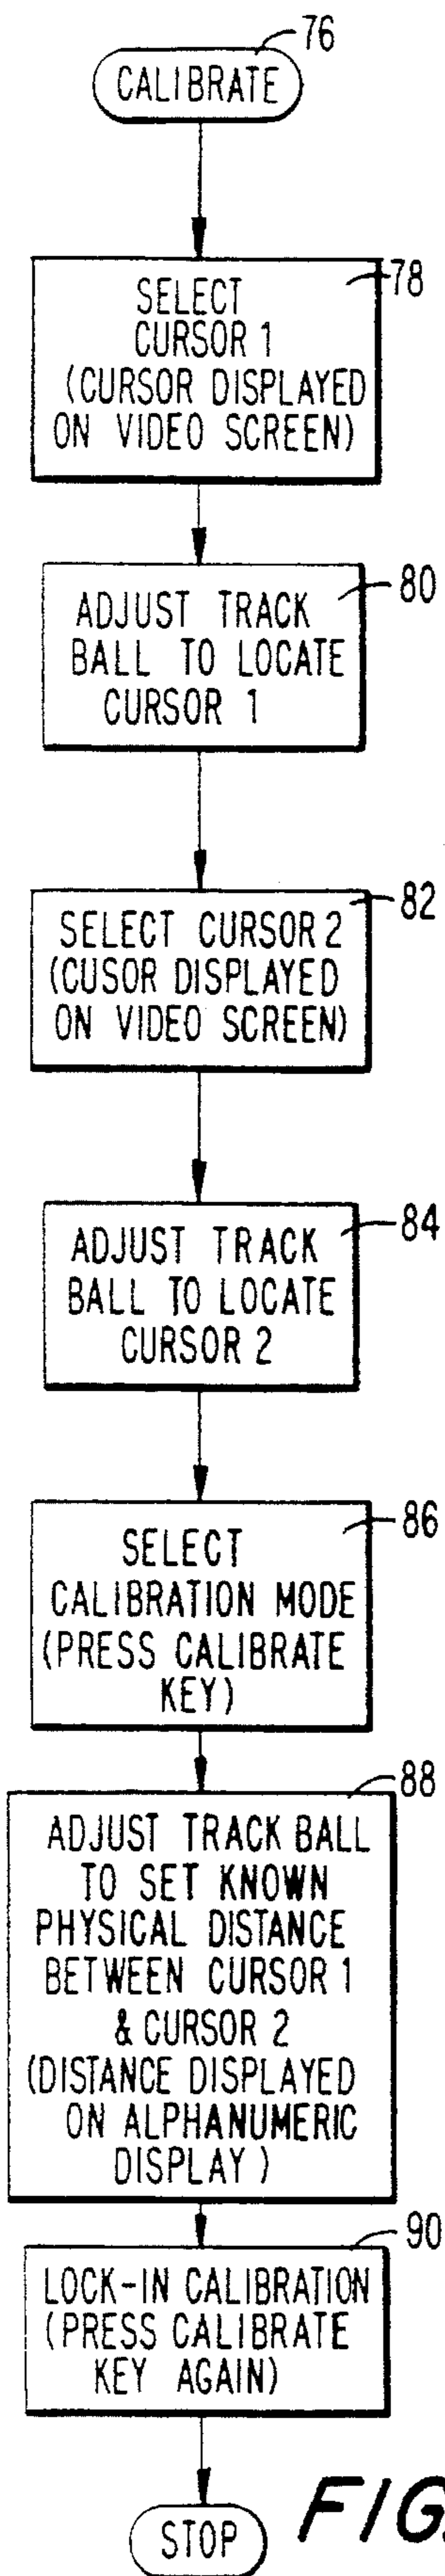 76
CALIBRATE
78
SELECT
CURSOR 1
(CURSOR DISPLAYED
ON VIDEO SCREEN)
80
ADJUST TRACK
BALL TO LOCATE
CURSOR 1
82
SELECT CURSOR 2
(CUSOR DISPLAYED
ON VIDEO SCREEN)
84
ADJUST TRACK
BALL TO LOCATE
CURSOR 2
86
SELECT
CALIBRATION MODE
(PRESS CALIBRATE
KEY)
88
ADJUST TRACK BALL
TO SET KNOWN
PHYSICAL DISTANCE
BETWEEN CURSOR 1
& CURSOR 2
(DISTANCE DISPLAYED
ON ALPHANUMERIC
DISPLAY)
90
LOCK-IN CALIBRATION
(PRESS CALIBRATE
KEY AGAIN)
STOP
FIG.